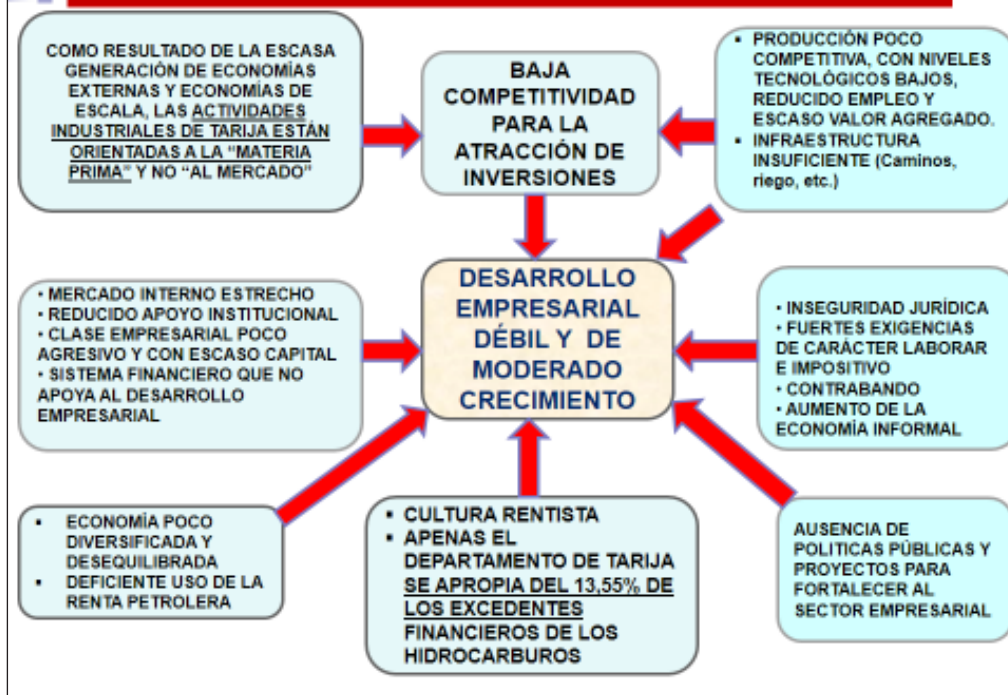 COMO RESULTADO DE LA ESCASA
GENERACIÓN DE ECONOMÍAS
EXTERNAS Y ECONOMÍAS DE
ESCALA, LAS ACTIVIDADES
INDUSTRIALES DE TARIJA ESTÁN
ORIENTADAS A LA “MATERIA
PRIMA” Y NO “AL MERCADO”
BAJA
COMPETITIVIDAD
PARA LA
ATRACCIÓN DE
INVERSIONES
▪ PRODUCCIÓN POCO
COMPETITIVA, CON NIVELES
TECNOLÓGICOS BAJOS,
REDUCIDO EMPLEO Y
ESCASO VALOR AGREGADO.
▪ INFRAESTRUCTURA
INSUFICIENTE (Caminos,
riego, etc.)
• MERCADO INTERNO ESTRECHO
• REDUCIDO APOYO INSTITUCIONAL
• CLASE EMPRESARIAL POCO
AGRESIVO Y CON ESCASO CAPITAL
• SISTEMA FINANCIERO QUE NO
APOYA AL DESARROLLO
EMPRESARIAL
DESARROLLO
EMPRESARIAL
DÉBIL Y DE
MODERADO
CRECIMIENTO
• INSEGURIDAD JURÍDICA
• FUERTES EXIGENCIAS
DE CARÁCTER LABORAR
E IMPOSITIVO
• CONTRABANDO
• AUMENTO DE LA
ECONOMÍA INFORMAL
▪ ECONOMÍA POCO
DIVERSIFICADA Y
DESEQUILIBRADA
▪ DEFICIENTE USO DE LA
RENTA PETROLERA
▪ CULTURA RENTISTA
▪ APENAS EL
DEPARTAMENTO DE TARIJA
SE APROPIA DEL 13,55% DE
LOS EXCEDENTES
FINANCIEROS DE LOS
HIDROCARBUROS
AUSENCIA DE
POLITICAS PÚBLICAS Y
PROYECTOS PARA
FORTALECER AL
SECTOR EMPRESARIAL